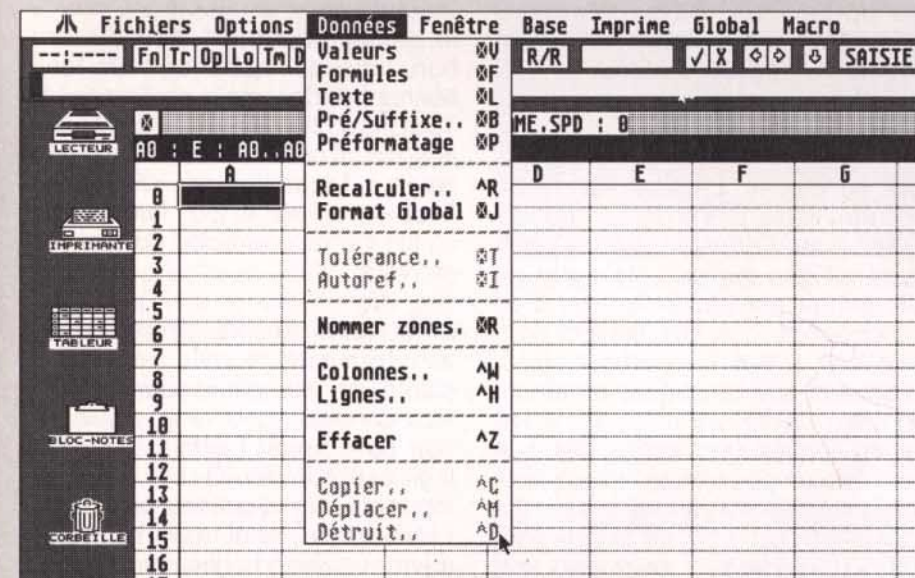 Fichiers Options Données Fenêtre Base Imprime Global Macro
--:---- Fn Tr Op Lo Tm D R/R X SAISIE
ME.SPD : 0
A0 : E : A0..A0
Valeurs V
Formules F
Texte L
Pré/Suffixe.. B
Préformatage P
Recalculer.. ^R
Format Global J
Tolérance.. T
Autoref.. I
Nommer zones. R
Colonnes.. ^W
Lignes.. ^H
Effacer ^Z
Copier.. ^C
Déplacer.. ^M
Détruit.. ^D
A D E F G
0
1
2
3
4
5
6
7
8
9
10
11
12
13
14
15
16
LECTEUR
IMPRIMANTE
TABLEUR
BLOC-NOTES
CORBEILLE